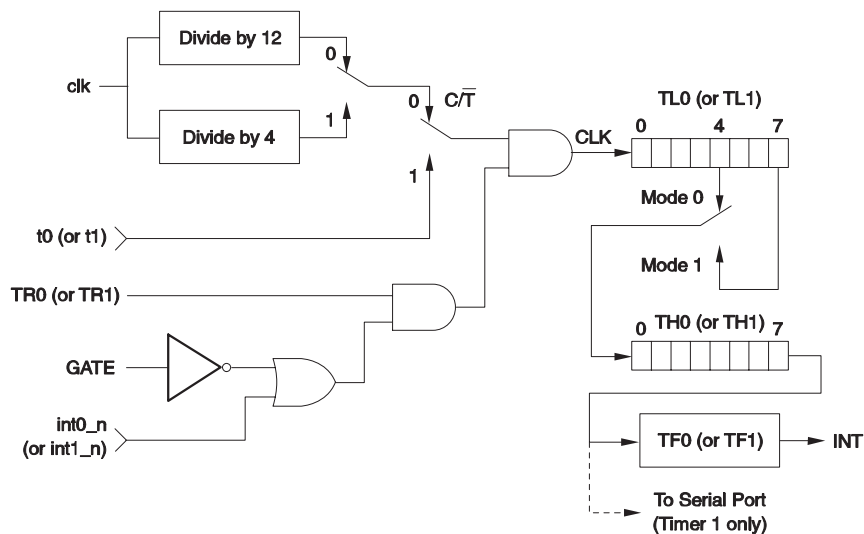 Divide by 12
clk
0
1
Divide by 4
0
C/T̅
1
t0 (or t1)
TR0 (or TR1)
GATE
int0_n
(or int1_n)
CLK
TL0 (or TL1)
0 4 7
Mode 0
Mode 1
TH0 (or TH1)
0 7
TF0 (or TF1)
INT
To Serial Port
(Timer 1 only)